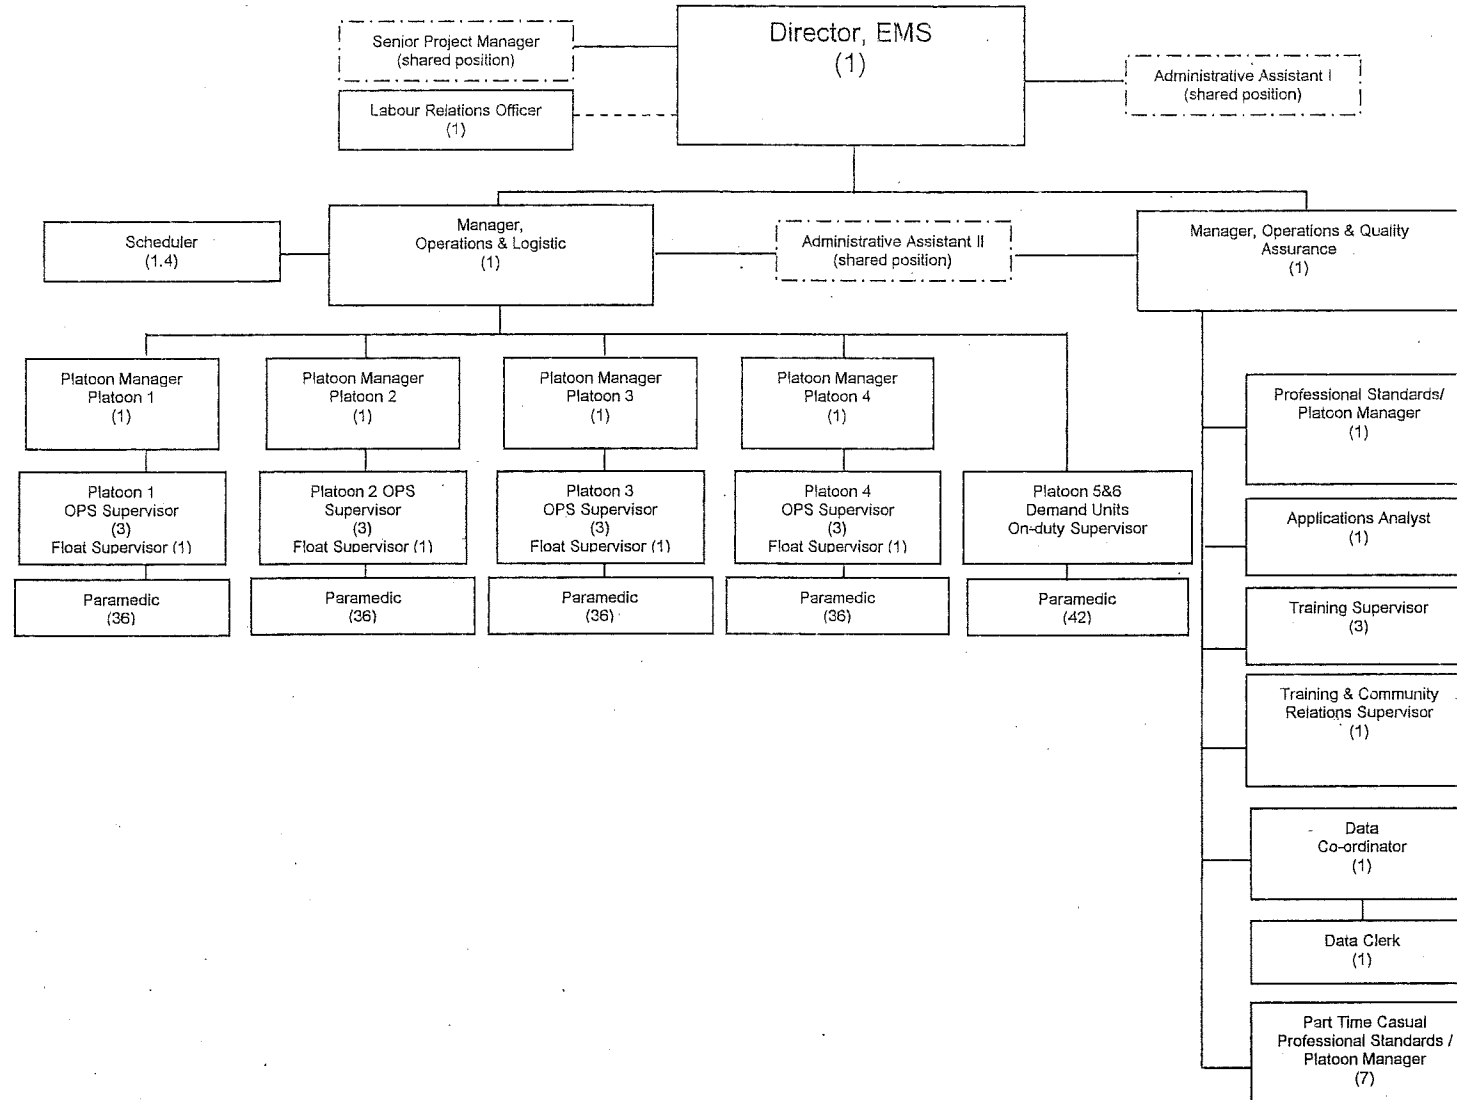 Director, EMS
(1)
Senior Project Manager
(shared position)
Labour Relations Officer
(1)
Administrative Assistant I
(shared position)
Scheduler
(1.4)
Manager,
Operations & Logistic
(1)
Administrative Assistant II
(shared position)
Manager, Operations & Quality
Assurance
(1)
Platoon Manager
Platoon 1
(1)
Platoon Manager
Platoon 2
(1)
Platoon Manager
Platoon 3
(1)
Platoon Manager
Platoon 4
(1)
Platoon 1
OPS Supervisor
(3)
Float Supervisor (1)
Platoon 2 OPS
Supervisor
(3)
Float Supervisor (1)
Platoon 3
OPS Supervisor
(3)
Float Supervisor (1)
Platoon 4
OPS Supervisor
(3)
Float Supervisor (1)
Platoon 5&6
Demand Units
On-duty Supervisor
Paramedic
(36)
Paramedic
(36)
Paramedic
(36)
Paramedic
(36)
Paramedic
(42)
Professional Standards/
Platoon Manager
(1)
Applications Analyst
(1)
Training Supervisor
(3)
Training & Community
Relations Supervisor
(1)
Data
Co-ordinator
(1)
Data Clerk
(1)
Part Time Casual
Professional Standards /
Platoon Manager
(7)